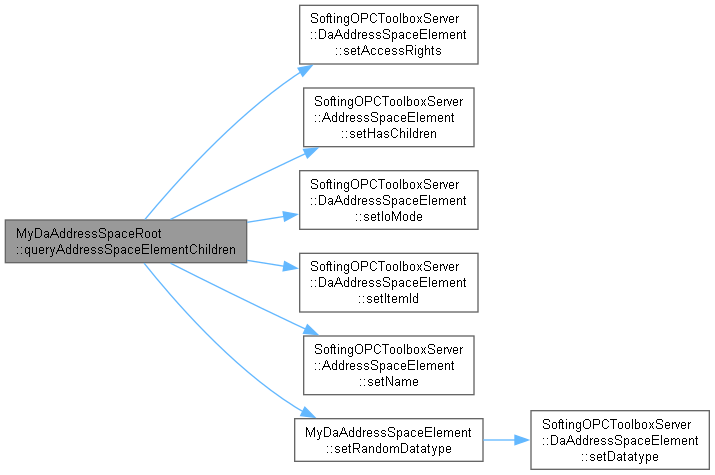 SoftingOPCToolboxServer
::DaAddressSpaceElement
::setAccessRights
SoftingOPCToolboxServer
::AddressSpaceElement
::setHasChildren
SoftingOPCToolboxServer
::DaAddressSpaceElement
::setIoMode
MyDaAddressSpaceRoot
::queryAddressSpaceElementChildren
SoftingOPCToolboxServer
::DaAddressSpaceElement
::setItemId
SoftingOPCToolboxServer
::AddressSpaceElement
::setName
MyDaAddressSpaceElement
::setRandomDatatype
SoftingOPCToolboxServer
::DaAddressSpaceElement
::setDatatype